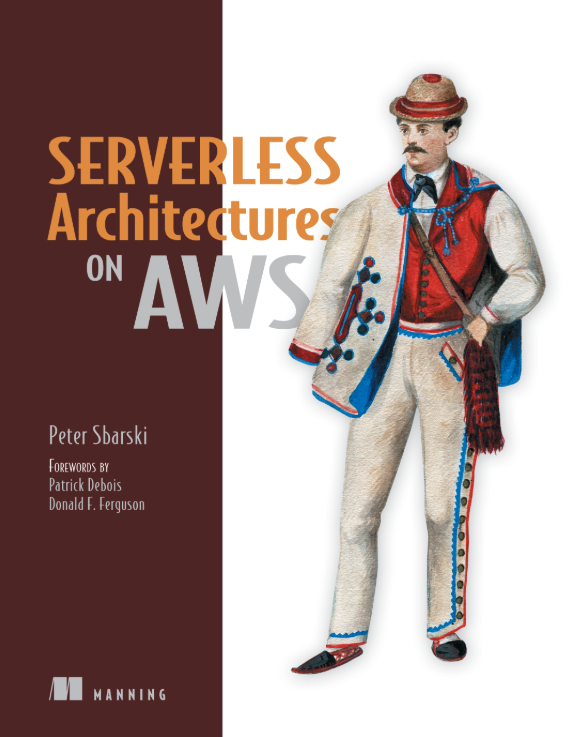 SERVERLESS
Architectures
ON AWS
Peter Sbarski
FOREWORDS BY
Patrick Debois
Donald F. Ferguson
MANNING